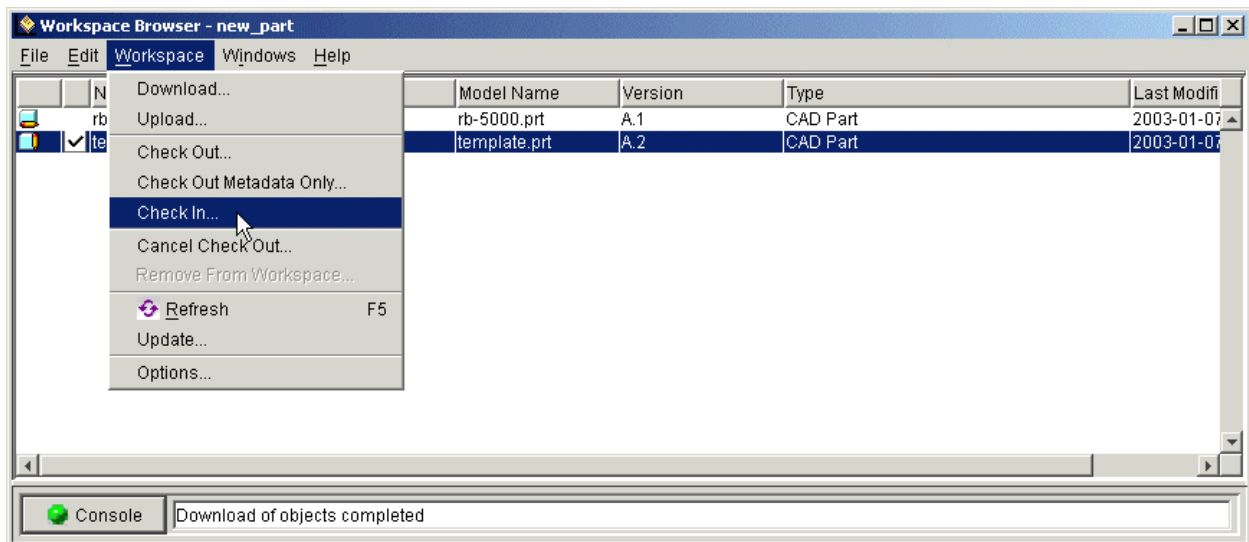 Workspace Browser - new_part
File Edit Workspace Windows Help
N Model Name Version Type Last Modifi
rb rb-5000.prt A.1 CAD Part 2003-01-07
te template.prt A.2 CAD Part 2003-01-07
Download...
Upload...
Check Out...
Check Out Metadata Only...
Check In...
Cancel Check Out...
Remove From Workspace...
Refresh F5
Update...
Options...
Console Download of objects completed